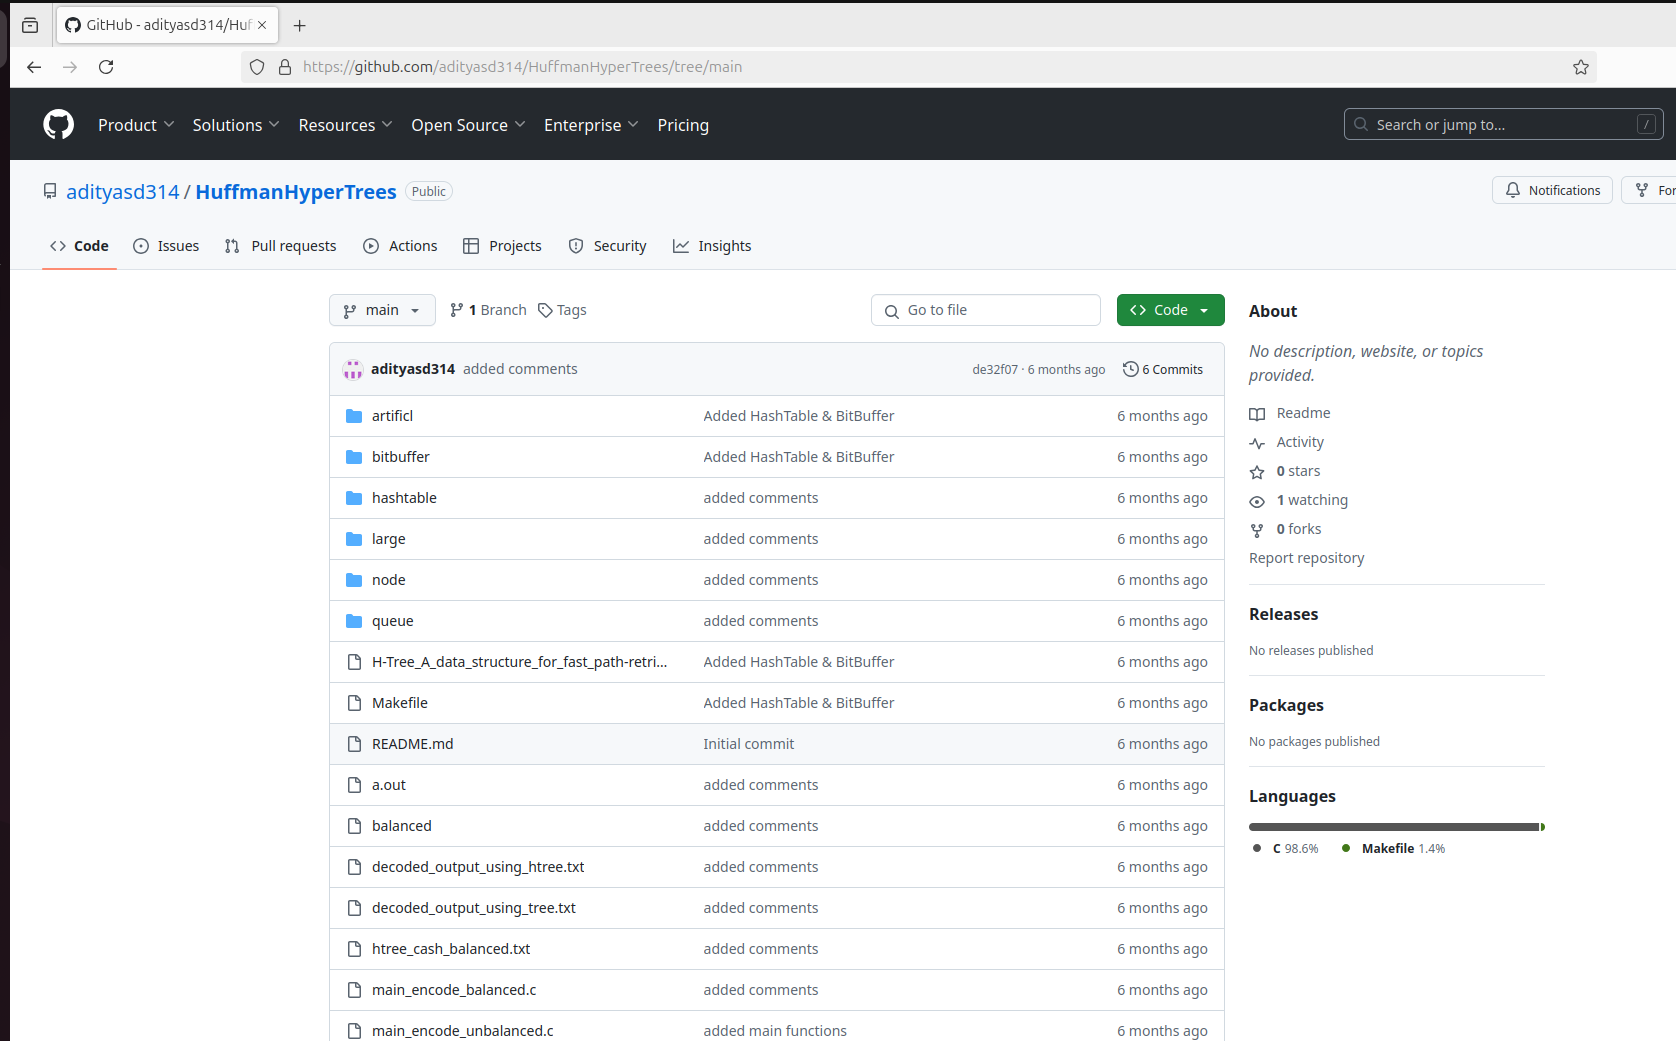 GitHub - adityasd314/Huf
https://github.com/adityasd314/HuffmanHyperTrees/tree/main
Product Solutions Resources Open Source Enterprise Pricing
Search or jump to... /
adityasd314 / HuffmanHyperTrees Public
Notifications For
Code Issues Pull requests Actions Projects Security Insights
main 1 Branch Tags Go to file Code
adityasd314 added comments de32f07 · 6 months ago 6 Commits
artificl Added HashTable & BitBuffer 6 months ago
bitbuffer Added HashTable & BitBuffer 6 months ago
hashtable added comments 6 months ago
large added comments 6 months ago
node added comments 6 months ago
queue added comments 6 months ago
H-Tree_A_data_structure_for_fast_path-retri... Added HashTable & BitBuffer 6 months ago
Makefile Added HashTable & BitBuffer 6 months ago
README.md Initial commit 6 months ago
a.out added comments 6 months ago
balanced added comments 6 months ago
decoded_output_using_htree.txt added comments 6 months ago
decoded_output_using_tree.txt added comments 6 months ago
htree_cash_balanced.txt added comments 6 months ago
main_encode_balanced.c added comments 6 months ago
main_encode_unbalanced.c added main functions 6 months ago
About
No description, website, or topics
provided.
Readme
Activity
0 stars
1 watching
0 forks
Report repository
Releases
No releases published
Packages
No packages published
Languages
C 98.6% Makefile 1.4%